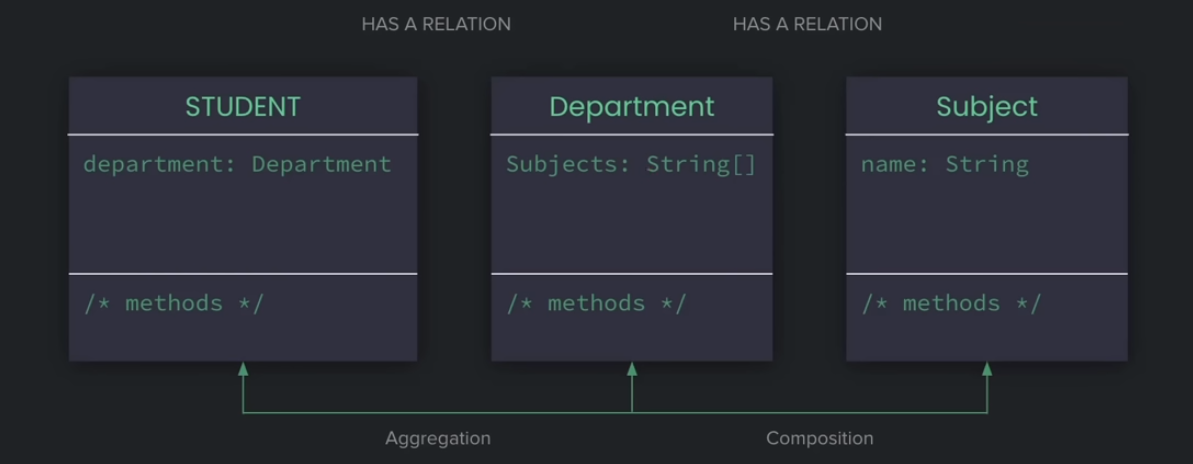 HAS A RELATION
HAS A RELATION
STUDENT
department: Department
/* methods */
Department
Subjects: String[]
/* methods */
Subject
name: String
/* methods */
Aggregation
Composition